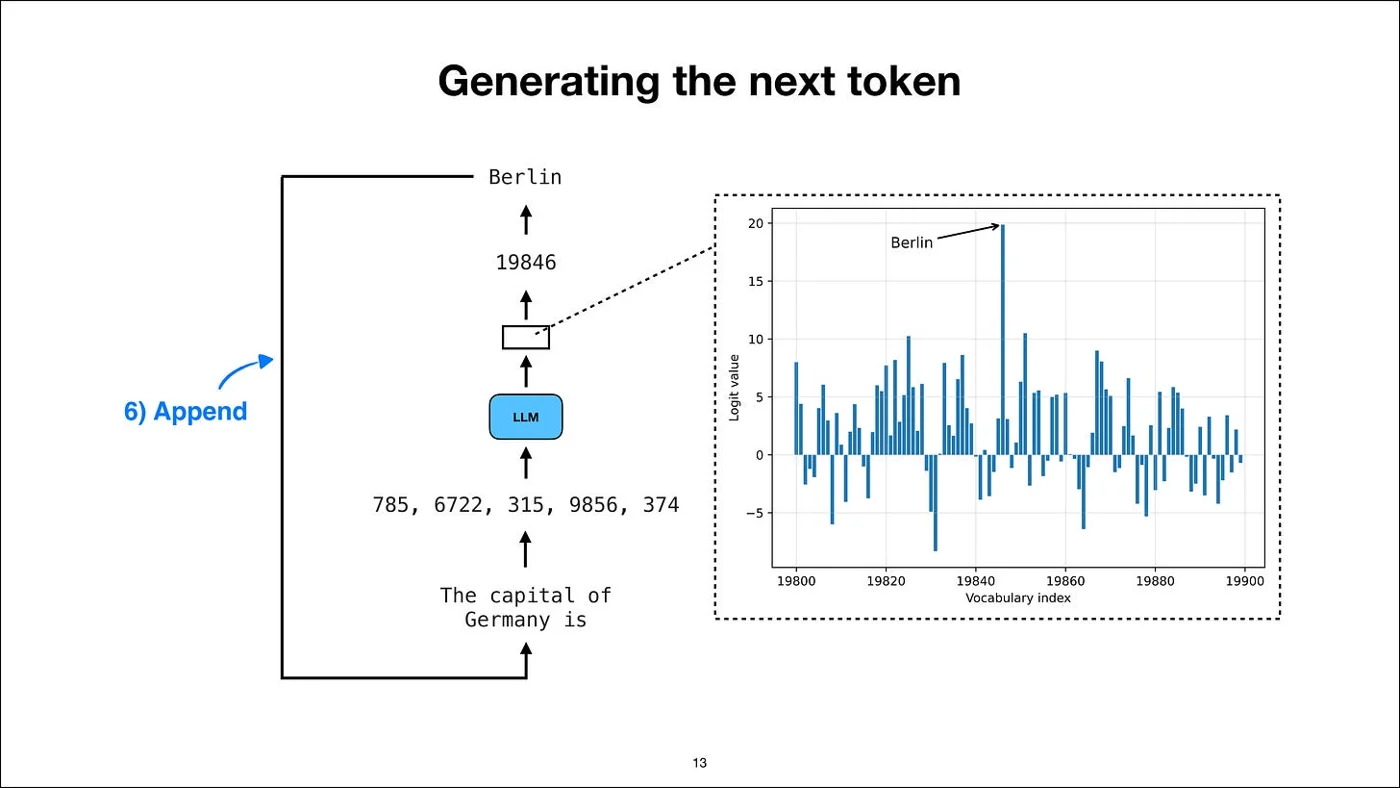 Generating the next token
Berlin
19846
6) Append
LLM
785, 6722, 315, 9856, 374
The capital of
Germany is
Berlin
20
15
10
5
0
−5
Logit value
19800 19820 19840 19860 19880 19900
Vocabulary index
13